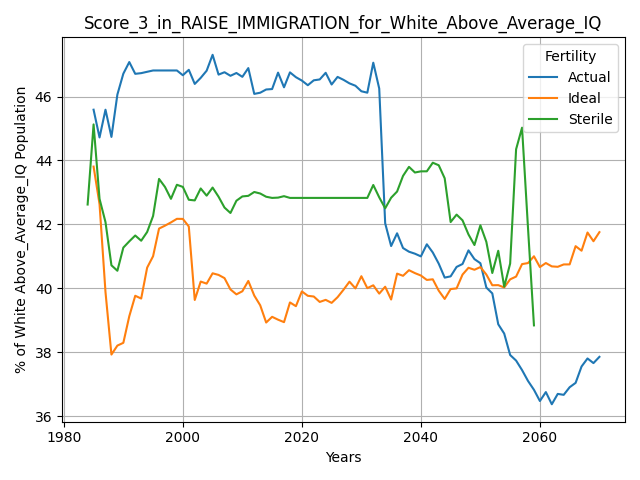 Score_3_in_RAISE_IMMIGRATION_for_White_Above_Average_IQ
% of White Above_Average_IQ Population
46
44
42
40
38
36
Fertility
Actual
Ideal
Sterile
1980
2000
2020
2040
2060
Years